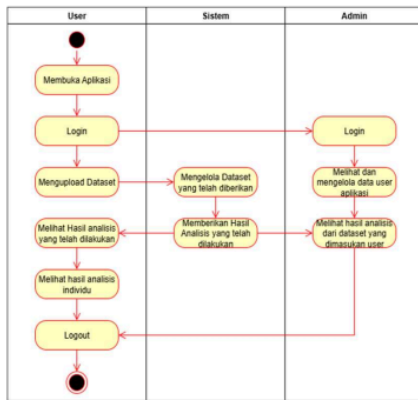 User
Sistem
Admin
Membuka Aplikasi
Login
Login
Mengupload Dataset
Mengelola Dataset
yang telah diberikan
Melihat dan
mengelola data user
aplikasi
Melihat Hasil analisis
yang telah dilakukan
Memberikan Hasil
Analisis yang telah
dilakukan
Melihat hasil analisis
dari dataset yang
dimasukan user
Melihat hasil analisis
individu
Logout